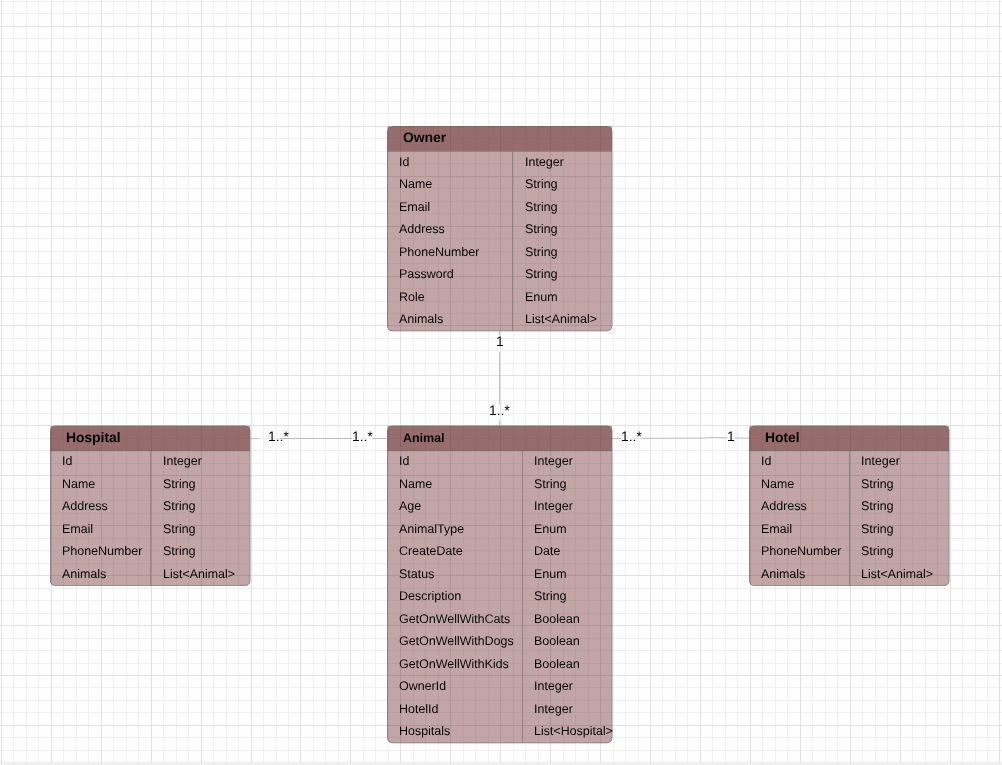 Owner
Id Integer
Name String
Email String
Address String
PhoneNumber String
Password String
Role Enum
Animals List<Animal>
1
1..*
Hospital 1..* 1..* Animal 1..* 1 Hotel
Id Integer
Name String
Address String
Email String
PhoneNumber String
Animals List<Animal>
Id Integer
Name String
Age Integer
AnimalType Enum
CreateDate Date
Status Enum
Description String
GetOnWellWithCats Boolean
GetOnWellWithDogs Boolean
GetOnWellWithKids Boolean
OwnerId Integer
HotelId Integer
Hospitals List<Hospital>
Id Integer
Name String
Address String
Email String
PhoneNumber String
Animals List<Animal>